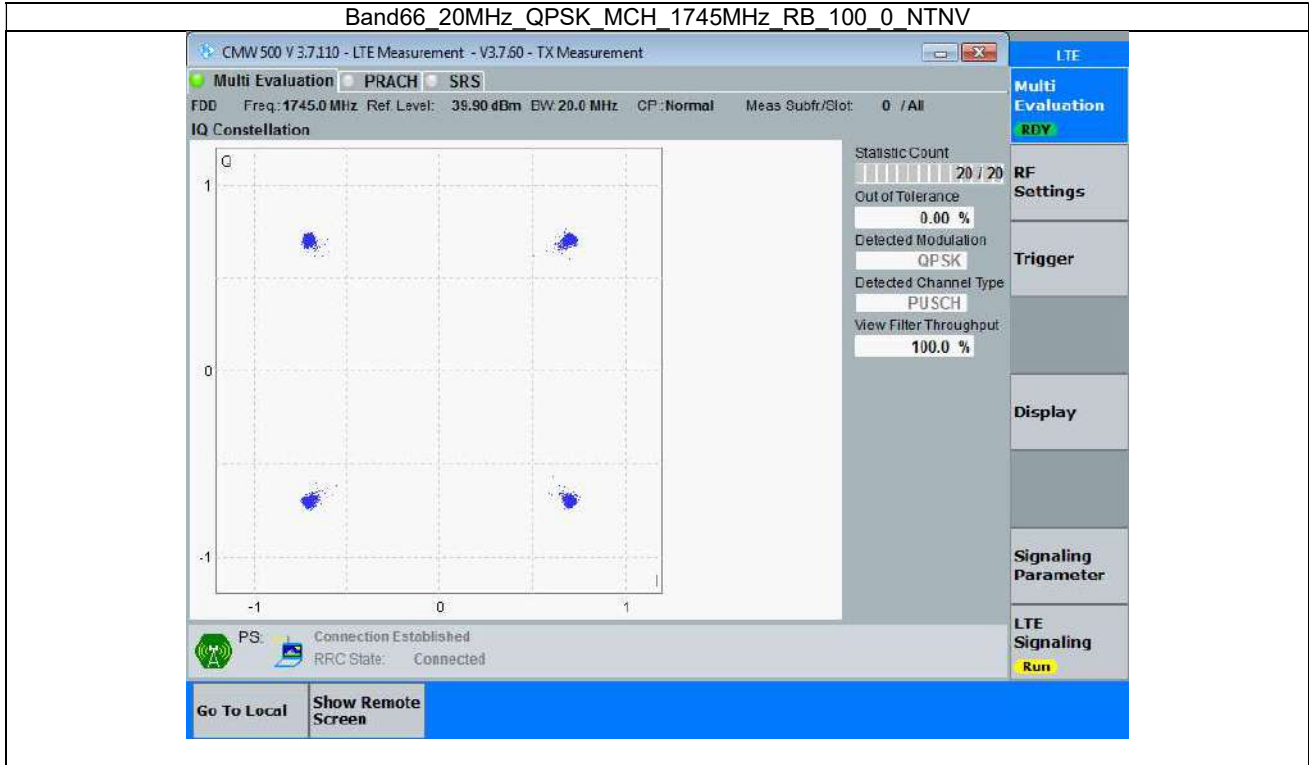 Band66_20MHz_QPSK_MCH_1745MHz_RB_100_0_NTNV
CMW 500 V 3.7.110 - LTE Measurement - V3.7.60 - TX Measurement
LTE
Multi Evaluation PRACH SRS
Multi
Evaluation
RDY
FDD Freq.: 1745.0 MHz Ref. Level: 39.90 dBm BW: 20.0 MHz CP: Normal Meas Subfr./Slot: 0 / All
IQ Constellation
Q
1
0
-1
-1 0 1
I
Statistic Count
20 / 20
Out of Tolerance
0.00 %
Detected Modulation
QPSK
Detected Channel Type
PUSCH
View Filter Throughput
100.0 %
RF
Settings
Trigger
Display
Signaling
Parameter
LTE
Signaling
Run
PS: Connection Established
RRC State: Connected
Go To Local
Show Remote
Screen